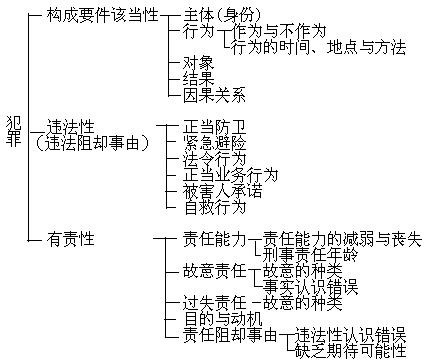 构成要件该当性 主体(身份)
行为 作为与不作为
行为的时间、地点与方法
对象
结果
因果关系
犯罪
违法性 正当防卫
(违法阻却事由) 紧急避险
法令行为
正当业务行为
被害人承诺
自救行为
有责性 责任能力 责任能力的减弱与丧失
刑事责任年龄
故意责任 故意的种类
事实认识错误
过失责任 故意的种类
目的与动机
责任阻却事由 违法性认识错误
缺乏期待可能性